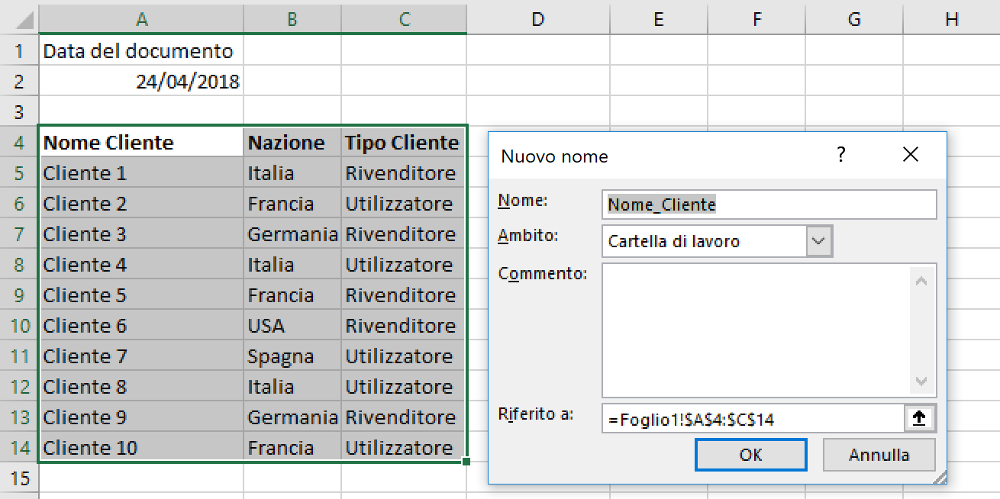 A B C D E F G H
1 Data del documento
2 24/04/2018
3
4 Nome Cliente Nazione Tipo Cliente
5 Cliente 1 Italia Rivenditore
6 Cliente 2 Francia Utilizzatore
7 Cliente 3 Germania Rivenditore
8 Cliente 4 Italia Utilizzatore
9 Cliente 5 Francia Rivenditore
10 Cliente 6 USA Rivenditore
11 Cliente 7 Spagna Utilizzatore
12 Cliente 8 Italia Utilizzatore
13 Cliente 9 Germania Rivenditore
14 Cliente 10 Francia Utilizzatore
15
Nuovo nome ?
Nome: Nome_Cliente
Ambito: Cartella di lavoro
Commento:
Riferito a: =Foglio1!$A$4:$C$14
OK Annulla